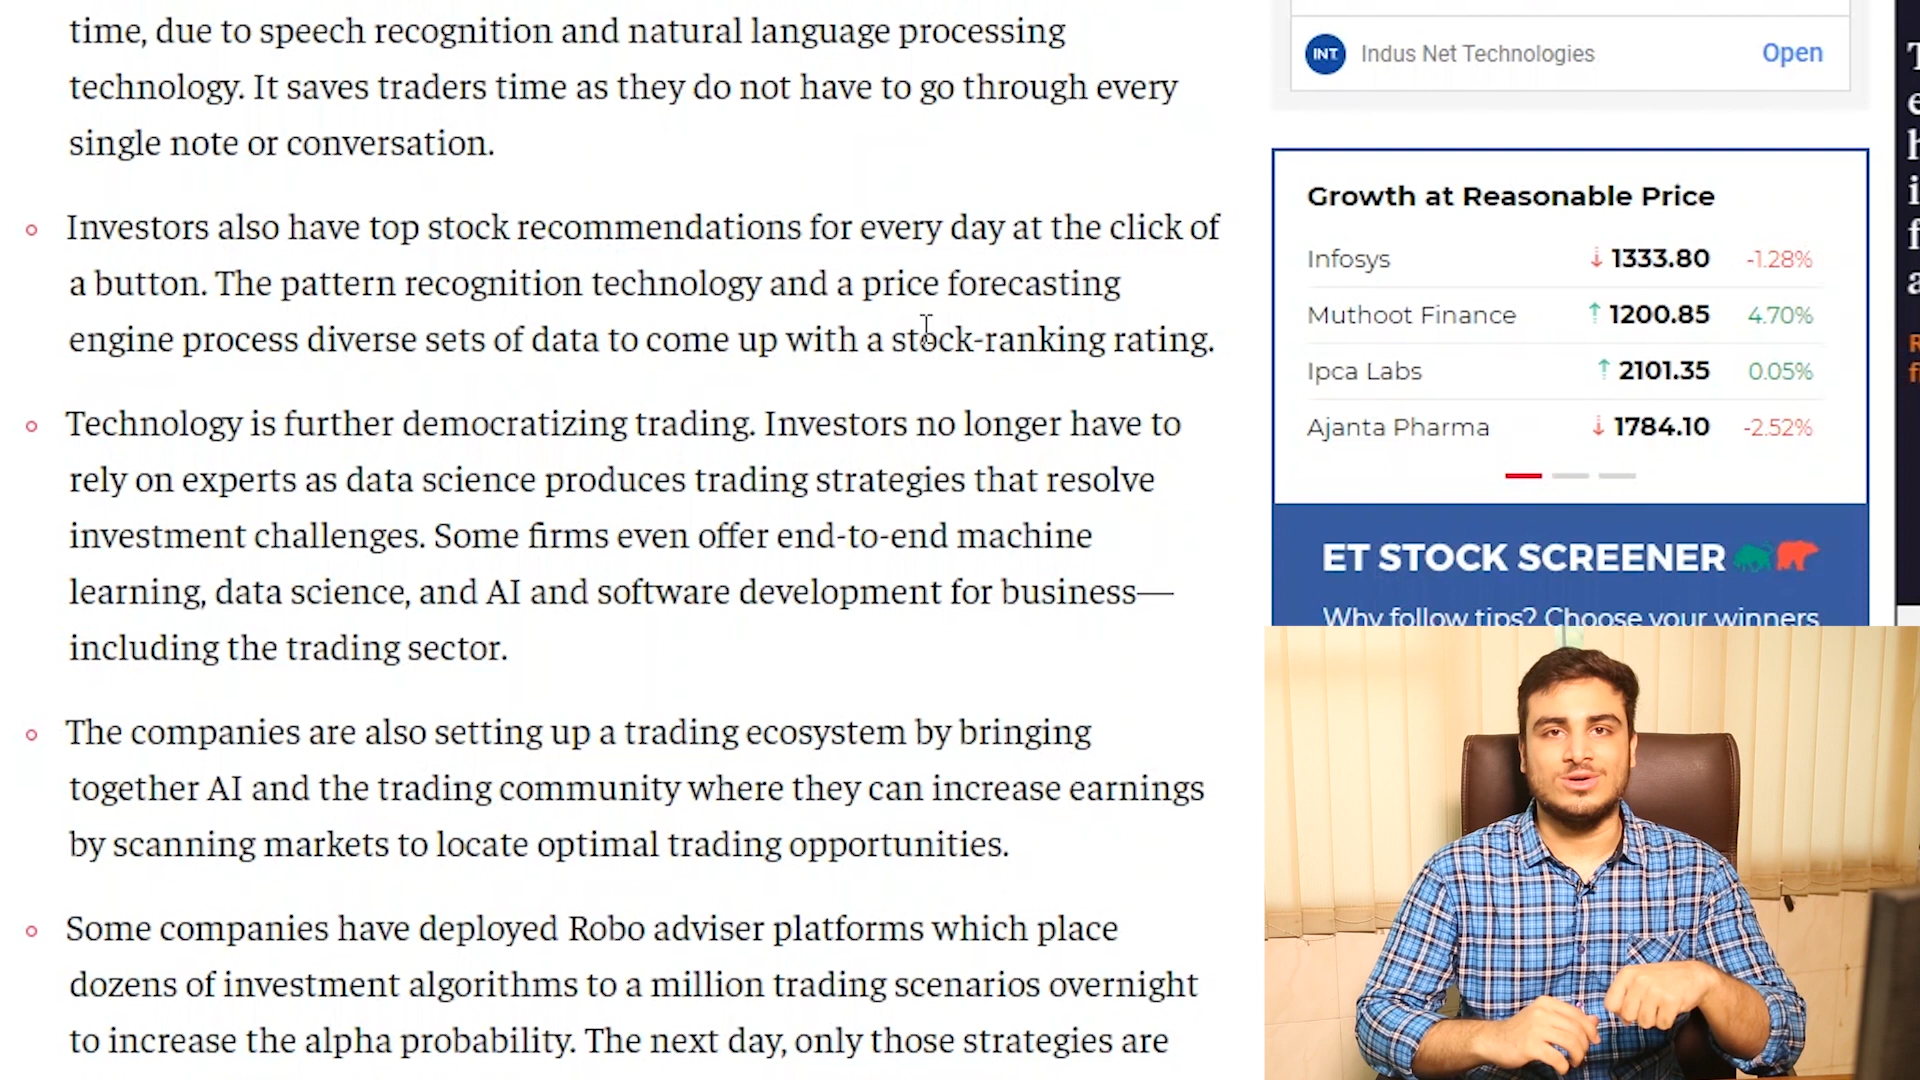 time, due to speech recognition and natural language processing
technology. It saves traders time as they do not have to go through every
single note or conversation.
Investors also have top stock recommendations for every day at the click of
a button. The pattern recognition technology and a price forecasting
engine process diverse sets of data to come up with a stock-ranking rating.
Technology is further democratizing trading. Investors no longer have to
rely on experts as data science produces trading strategies that resolve
investment challenges. Some firms even offer end-to-end machine
learning, data science, and AI and software development for business—
including the trading sector.
The companies are also setting up a trading ecosystem by bringing
together AI and the trading community where they can increase earnings
by scanning markets to locate optimal trading opportunities.
Some companies have deployed Robo adviser platforms which place
dozens of investment algorithms to a million trading scenarios overnight
to increase the alpha probability. The next day, only those strategies are
INT. Indus Net Technologies Open
Growth at Reasonable Price
Infosys ↓ 1333.80 -1.28%
Muthoot Finance ↑ 1200.85 4.70%
Ipca Labs ↑ 2101.35 0.05%
Ajanta Pharma ↓ 1784.10 -2.52%
ET STOCK SCREENER
Why follow tips? Choose your winners